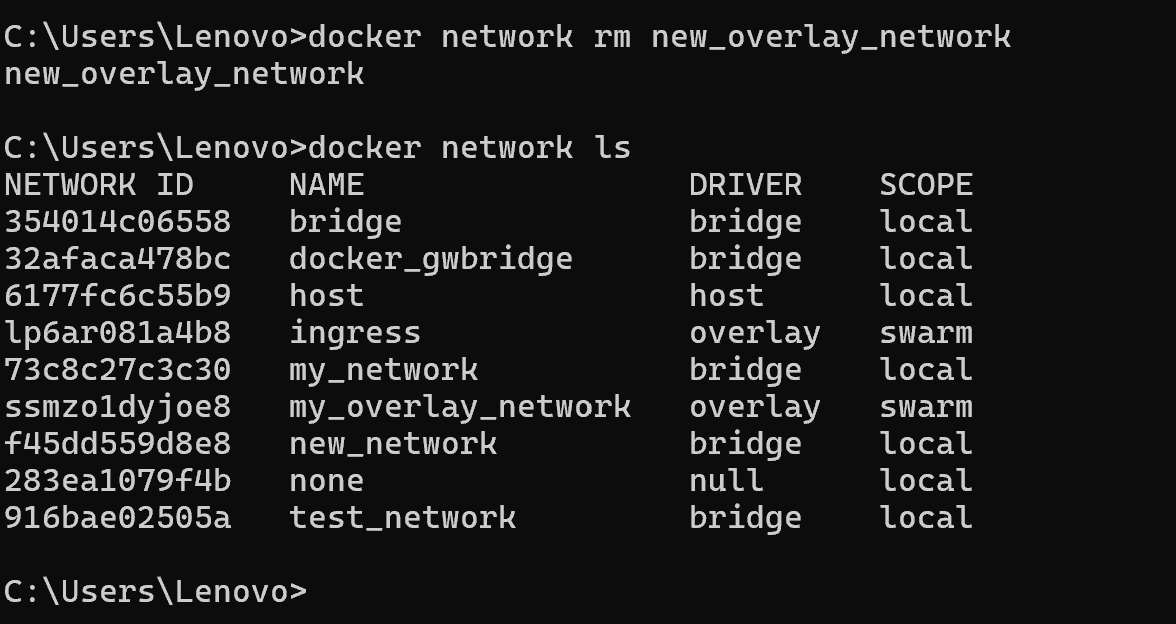 C:\Users\Lenovo>docker network rm new_overlay_network
new_overlay_network
C:\Users\Lenovo>docker network ls
NETWORK ID     NAME                 DRIVER    SCOPE
354014c06558   bridge               bridge    local
32afaca478bc   docker_gwbridge      bridge    local
6177fc6c55b9   host                 host      local
lp6ar081a4b8   ingress              overlay   swarm
73c8c27c3c30   my_network           bridge    local
ssmzo1dyjoe8   my_overlay_network   overlay   swarm
f45dd559d8e8   new_network          bridge    local
283ea1079f4b   none                 null      local
916bae02505a   test_network         bridge    local
C:\Users\Lenovo>